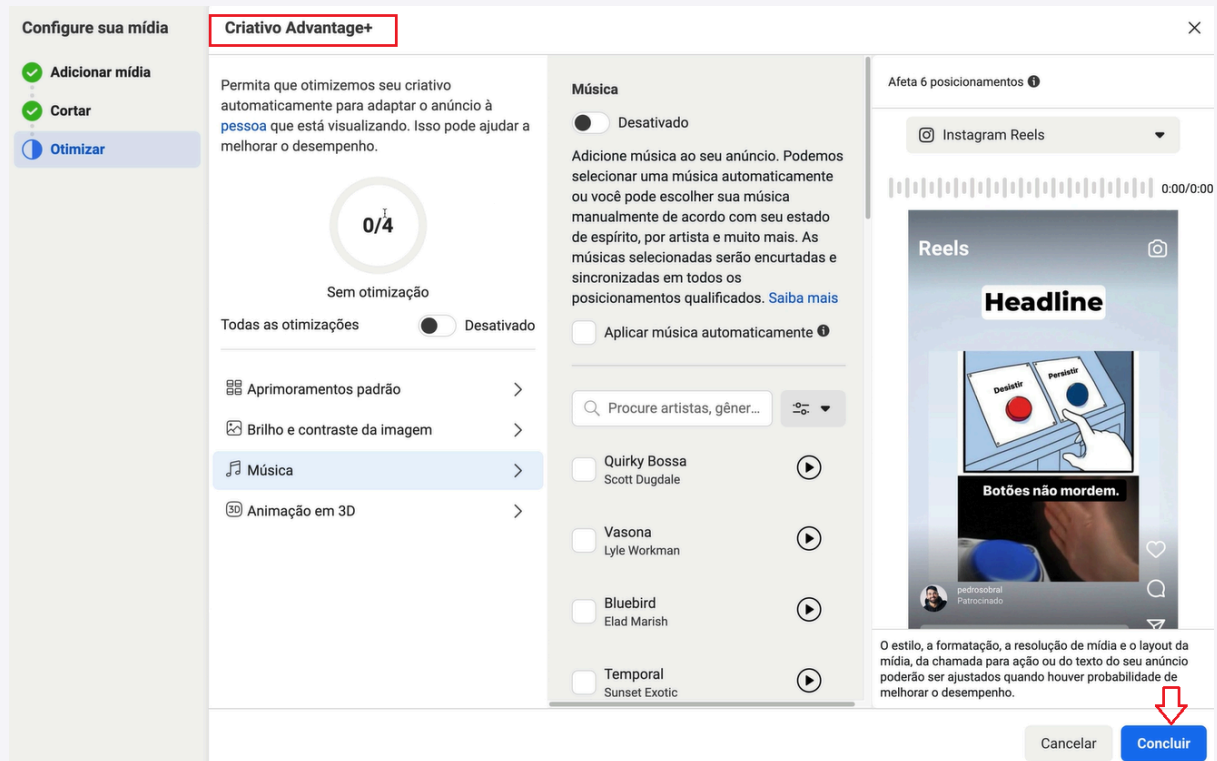 Configure sua mídia
Adicionar mídia
Cortar
Otimizar
Criativo Advantage+
Permita que otimizemos seu criativo
automaticamente para adaptar o anúncio à
pessoa que está visualizando. Isso pode ajudar a
melhorar o desempenho.
0/4
Sem otimização
Todas as otimizações
Desativado
Aprimoramentos padrão
Brilho e contraste da imagem
Música
3D Animação em 3D
Música
Desativado
Adicione música ao seu anúncio. Podemos
selecionar uma música automaticamente
ou você pode escolher sua música
manualmente de acordo com seu estado
de espírito, por artista e muito mais. As
músicas selecionadas serão encurtadas e
sincronizadas em todos os
posicionamentos qualificados. Saiba mais
Aplicar música automaticamente
Procure artistas, gêner...
Quirky Bossa
Scott Dugdale
Vasona
Lyle Workman
Bluebird
Elad Marish
Temporal
Sunset Exotic
Afeta 6 posicionamentos
Instagram Reels
0:00/0:00
Reels
Headline
Desistir
Persistir
Botões não mordem.
pedrosobral
Patrocinado
O estilo, a formatação, a resolução de mídia e o layout da
mídia, da chamada para ação ou do texto do seu anúncio
poderão ser ajustados quando houver probabilidade de
melhorar o desempenho.
Cancelar
Concluir